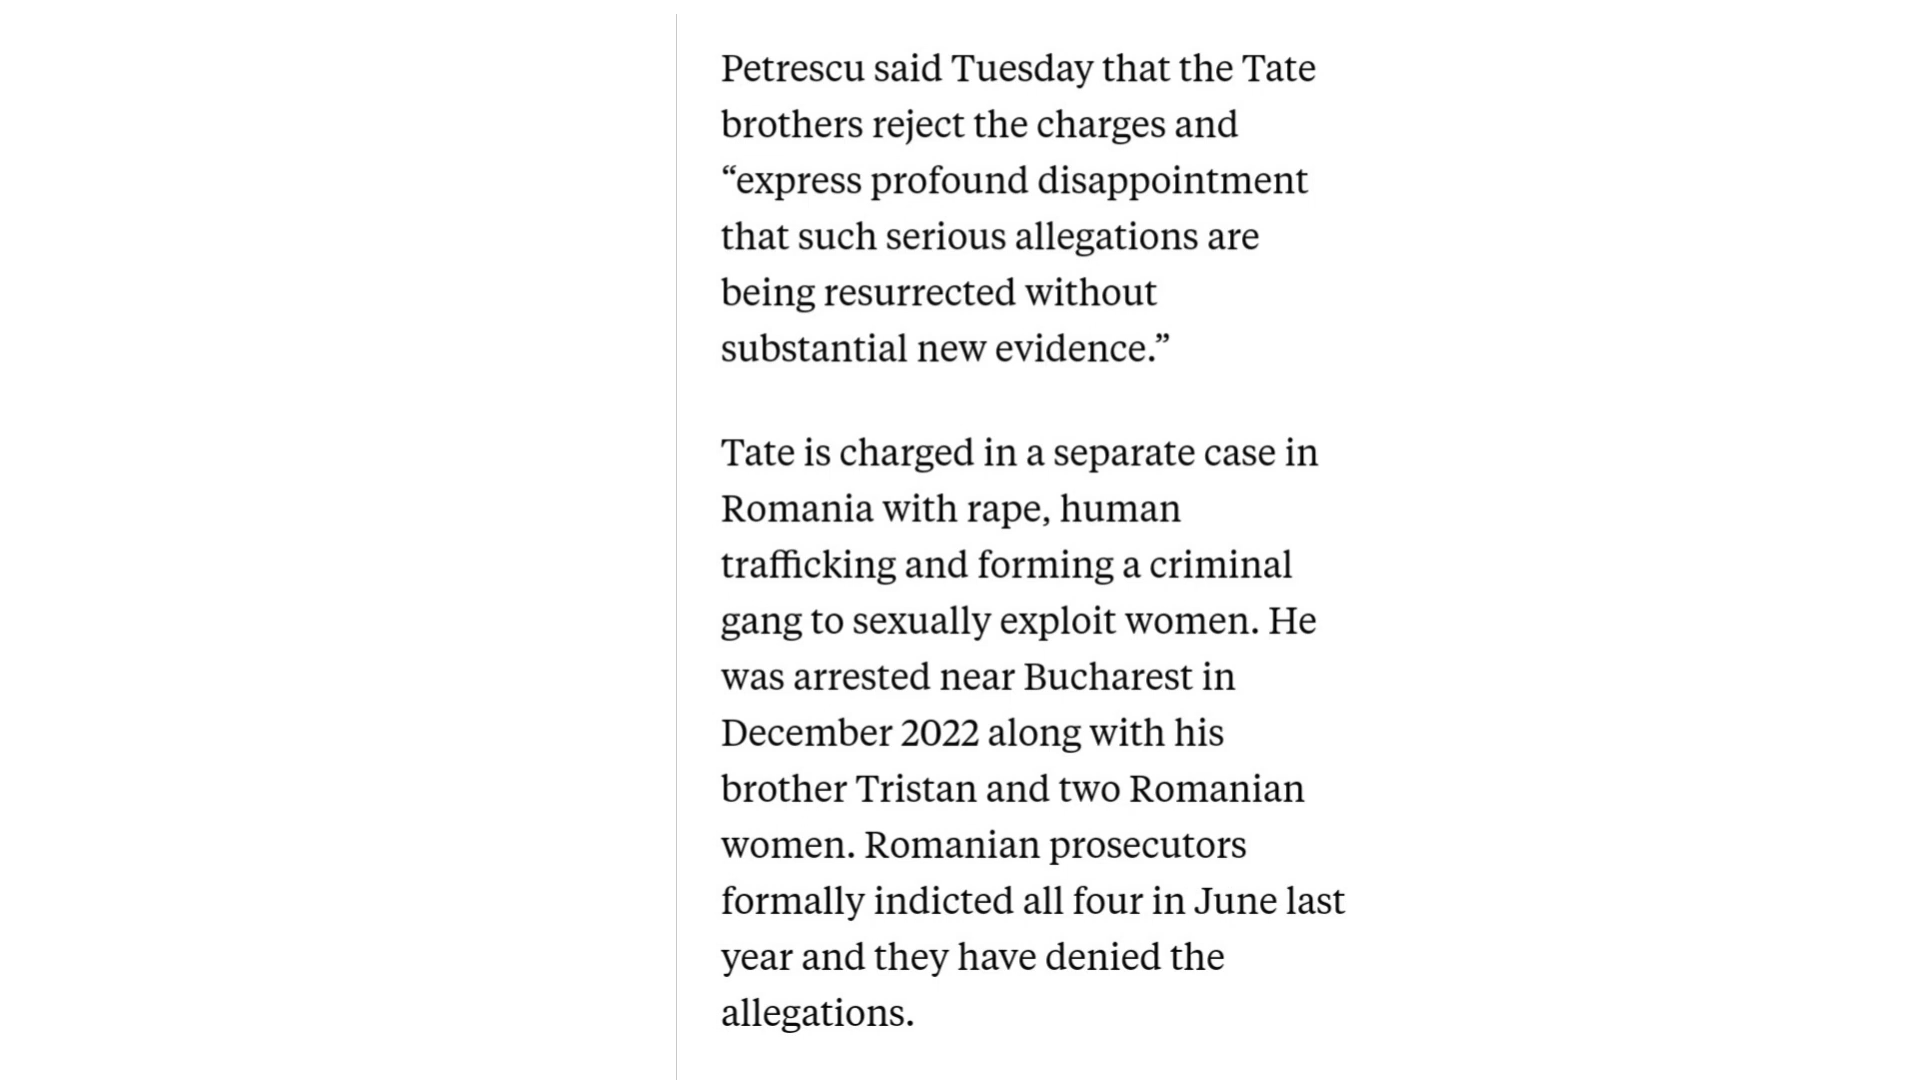 Petrescu said Tuesday that the Tate
brothers reject the charges and
“express profound disappointment
that such serious allegations are
being resurrected without
substantial new evidence.”
Tate is charged in a separate case in
Romania with rape, human
trafficking and forming a criminal
gang to sexually exploit women. He
was arrested near Bucharest in
December 2022 along with his
brother Tristan and two Romanian
women. Romanian prosecutors
formally indicted all four in June last
year and they have denied the
allegations.